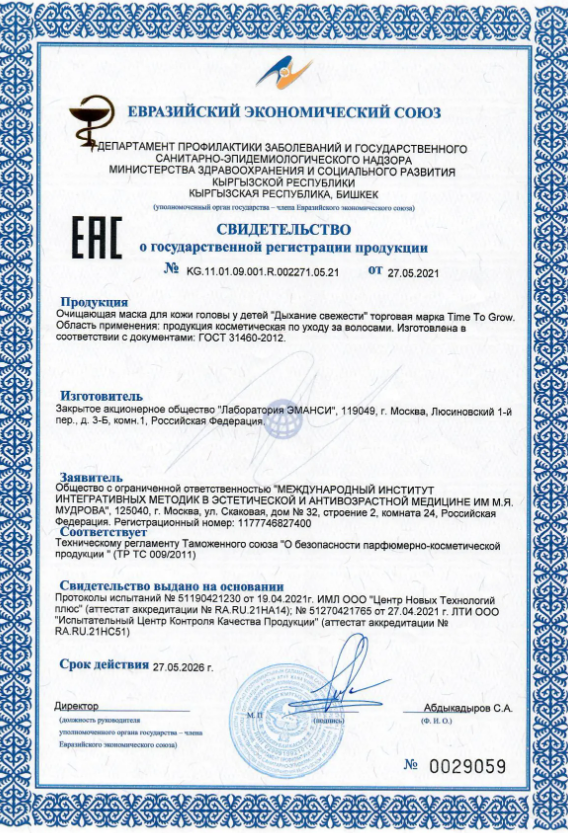 ЕВРАЗИЙСКИЙ ЭКОНОМИЧЕСКИЙ СОЮЗ
ДЕПАРТАМЕНТ ПРОФИЛАКТИКИ ЗАБОЛЕВАНИЙ И ГОСУДАРСТВЕННОГО
САНИТАРНО-ЭПИДЕМИОЛОГИЧЕСКОГО НАДЗОРА
МИНИСТЕРСТВА ЗДРАВООХРАНЕНИЯ И СОЦИАЛЬНОГО РАЗВИТИЯ
КЫРГЫЗСКОЙ РЕСПУБЛИКИ
КЫРГЫЗСКАЯ РЕСПУБЛИКА, БИШКЕК
(уполномоченный орган государства – члена Евразийского экономического союза)
EAC
СВИДЕТЕЛЬСТВО
о государственной регистрации продукции
№ KG.11.01.09.001.R.002271.05.21 от 27.05.2021
Продукция
Очищающая маска для кожи головы у детей "Дыхание свежести" торговая марка Time To Grow.
Область применения: продукция косметическая по уходу за волосами. Изготовлена в
соответствии с документами: ГОСТ 31460-2012.
Изготовитель
Закрытое акционерное общество "Лаборатория ЭМАНСИ", 119049, г. Москва, Люсиновский 1-й
пер., д. 3-Б, комн.1, Российская Федерация.
Заявитель
Общество с ограниченной ответственностью "МЕЖДУНАРОДНЫЙ ИНСТИТУТ
ИНТЕГРАТИВНЫХ МЕТОДИК В ЭСТЕТИЧЕСКОЙ И АНТИВОЗРАСТНОЙ МЕДИЦИНЕ ИМ М.Я.
МУДРОВА", 125040, г. Москва, ул. Скаковая, дом № 32, строение 2, комната 24, Российская
Федерация. Регистрационный номер: 1177746827400
Соответствует
Техническому регламенту Таможенного союза "О безопасности парфюмерно-косметической
продукции " (ТР ТС 009/2011)
Свидетельство выдано на основании
Протоколы испытаний № 51190421230 от 19.04.2021г. ИМЛ ООО "Центр Новых Технологий
плюс" (аттестат аккредитации № RA.RU.21НА14); № 51270421765 от 27.04.2021 г. ЛТИ ООО
"Испытательный Центр Контроля Качества Продукции" (аттестат аккредитации №
RA.RU.21НС51)
Срок действия 27.05.2026 г.
Директор
Абдыкадыров С.А.
(должность руководителя
уполномоченного органа государства – члена
Евразийского экономического союза)
М. П
(подпись)
(Ф. И. О.)
№ 0029059